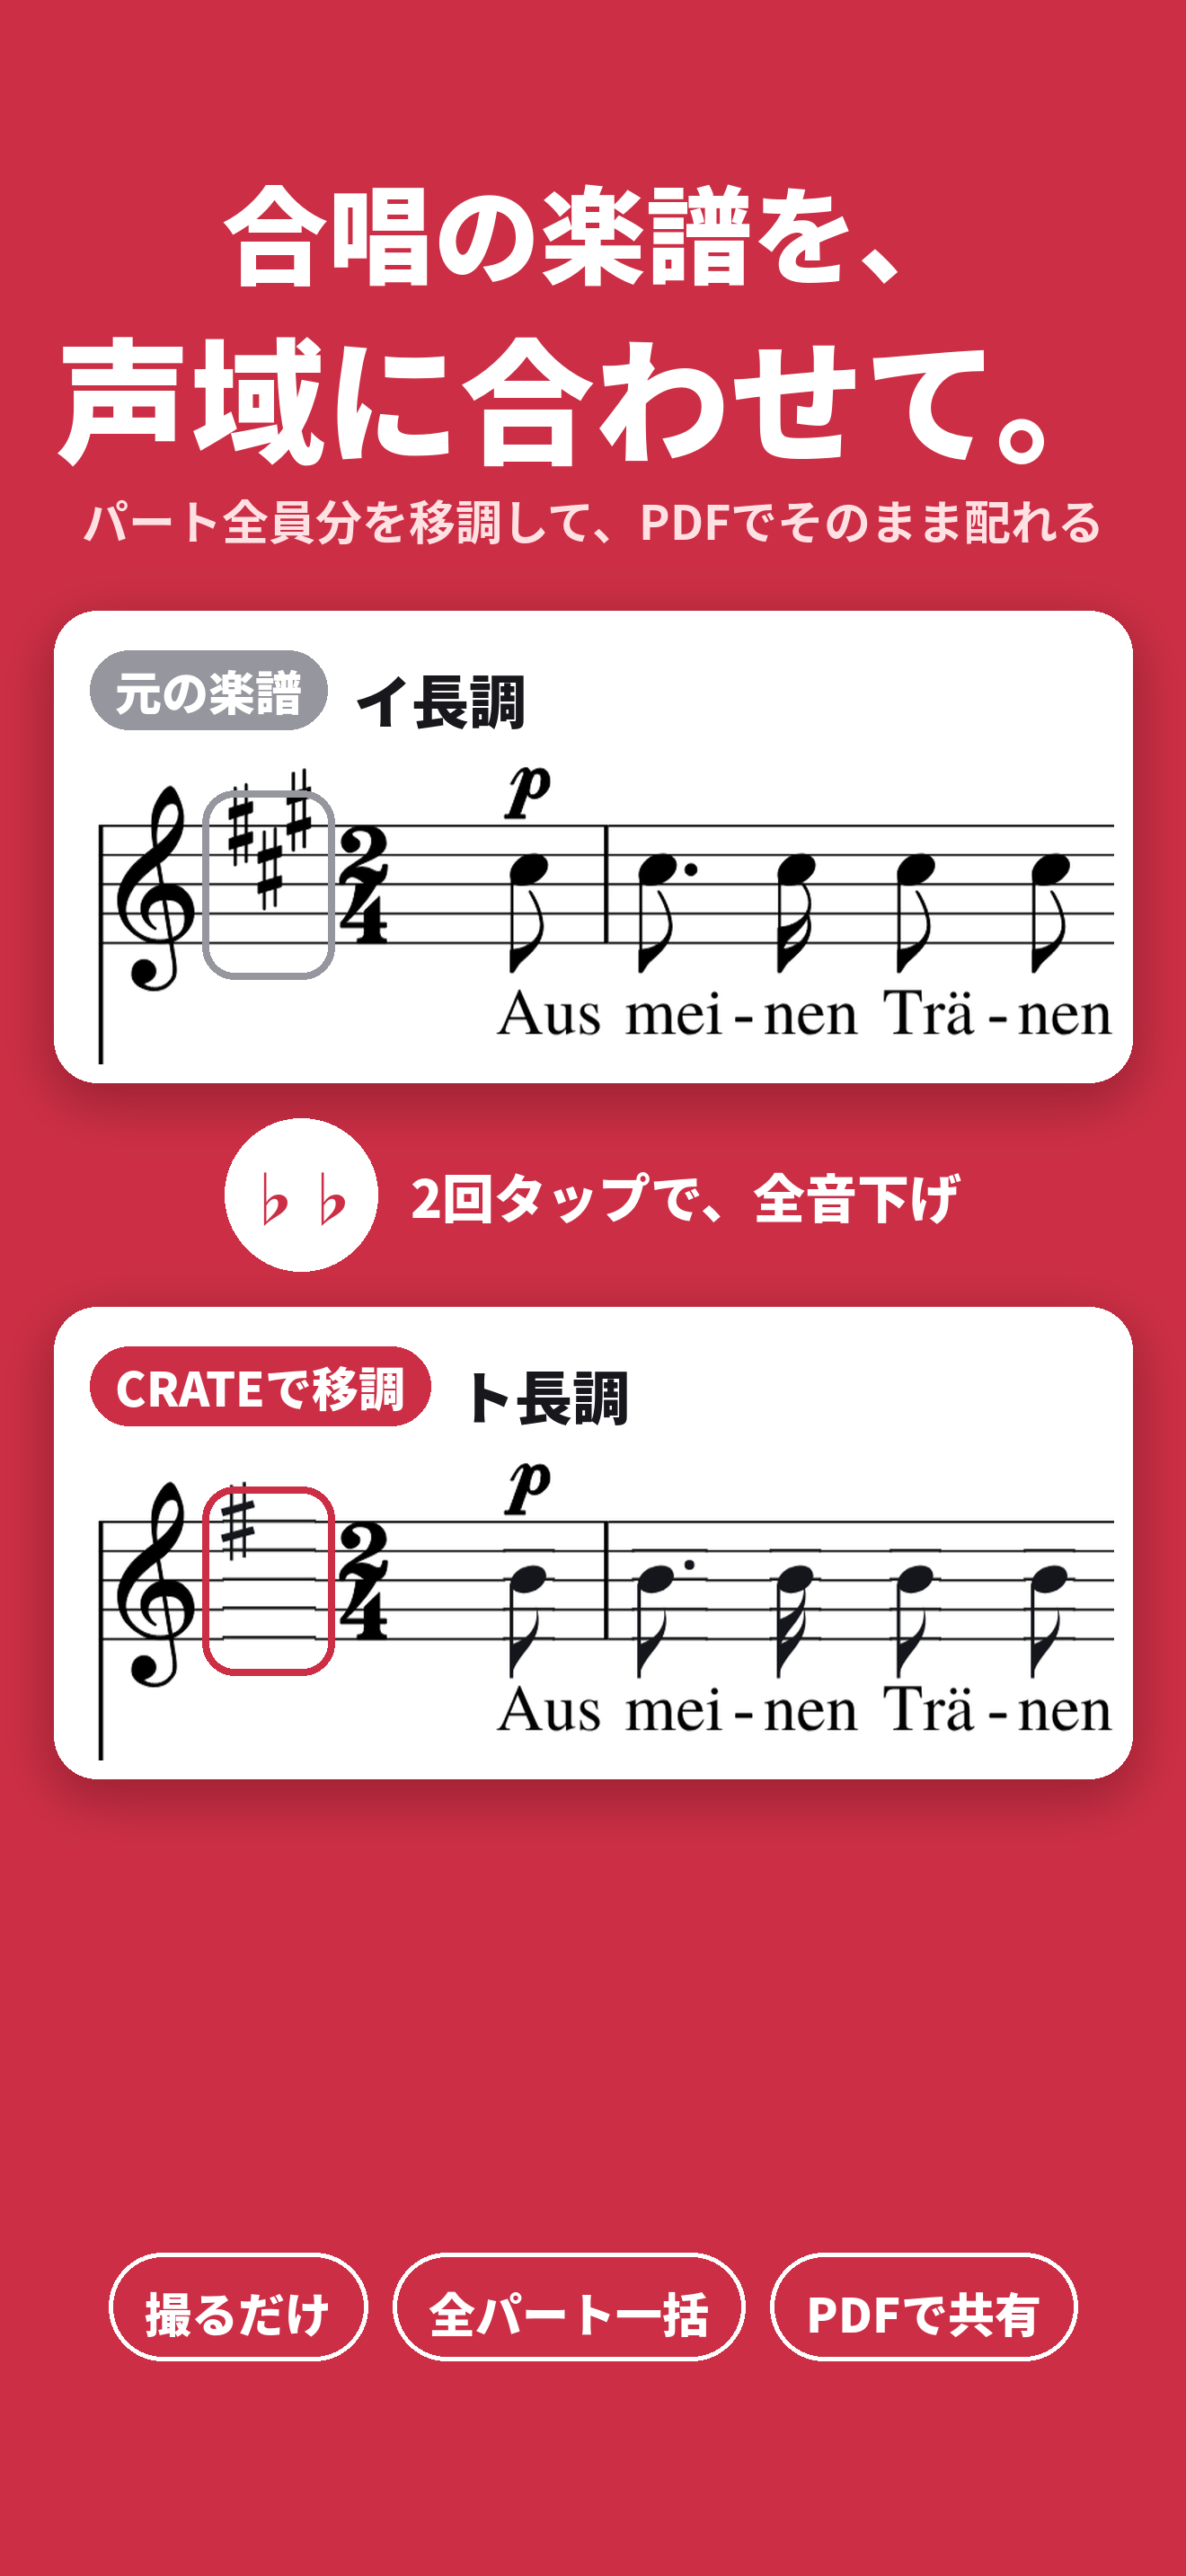 合唱の楽譜を、
声域に合わせて。
パート全員分を移調して、PDFでそのまま配れる
元の楽譜 イ長調
p
2
4
Aus mei - nen Trä - nen
♭ ♭ 2回タップで、全音下げ
CRATEで移調 ト長調
p
2
4
Aus mei - nen Trä - nen
撮るだけ 全パート一括 PDFで共有